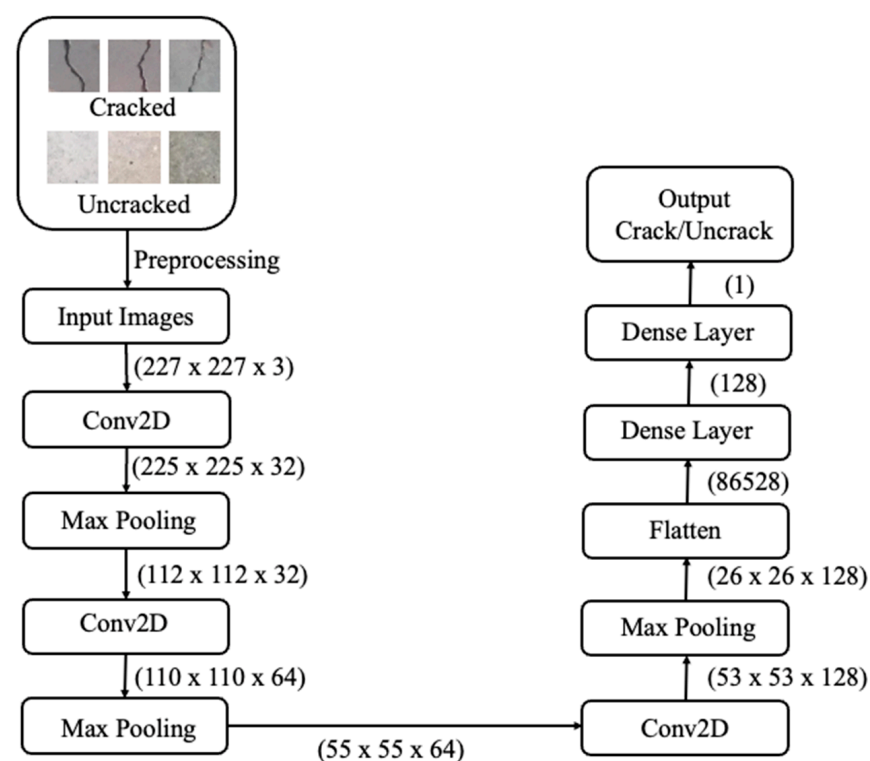 Cracked
Uncracked
Preprocessing
Input Images
(227 x 227 x 3)
Conv2D
(225 x 225 x 32)
Max Pooling
(112 x 112 x 32)
Conv2D
(110 x 110 x 64)
Max Pooling
(55 x 55 x 64)
Conv2D
(53 x 53 x 128)
Max Pooling
(26 x 26 x 128)
Flatten
(86528)
Dense Layer
(128)
Dense Layer
(1)
Output
Crack/Uncrack